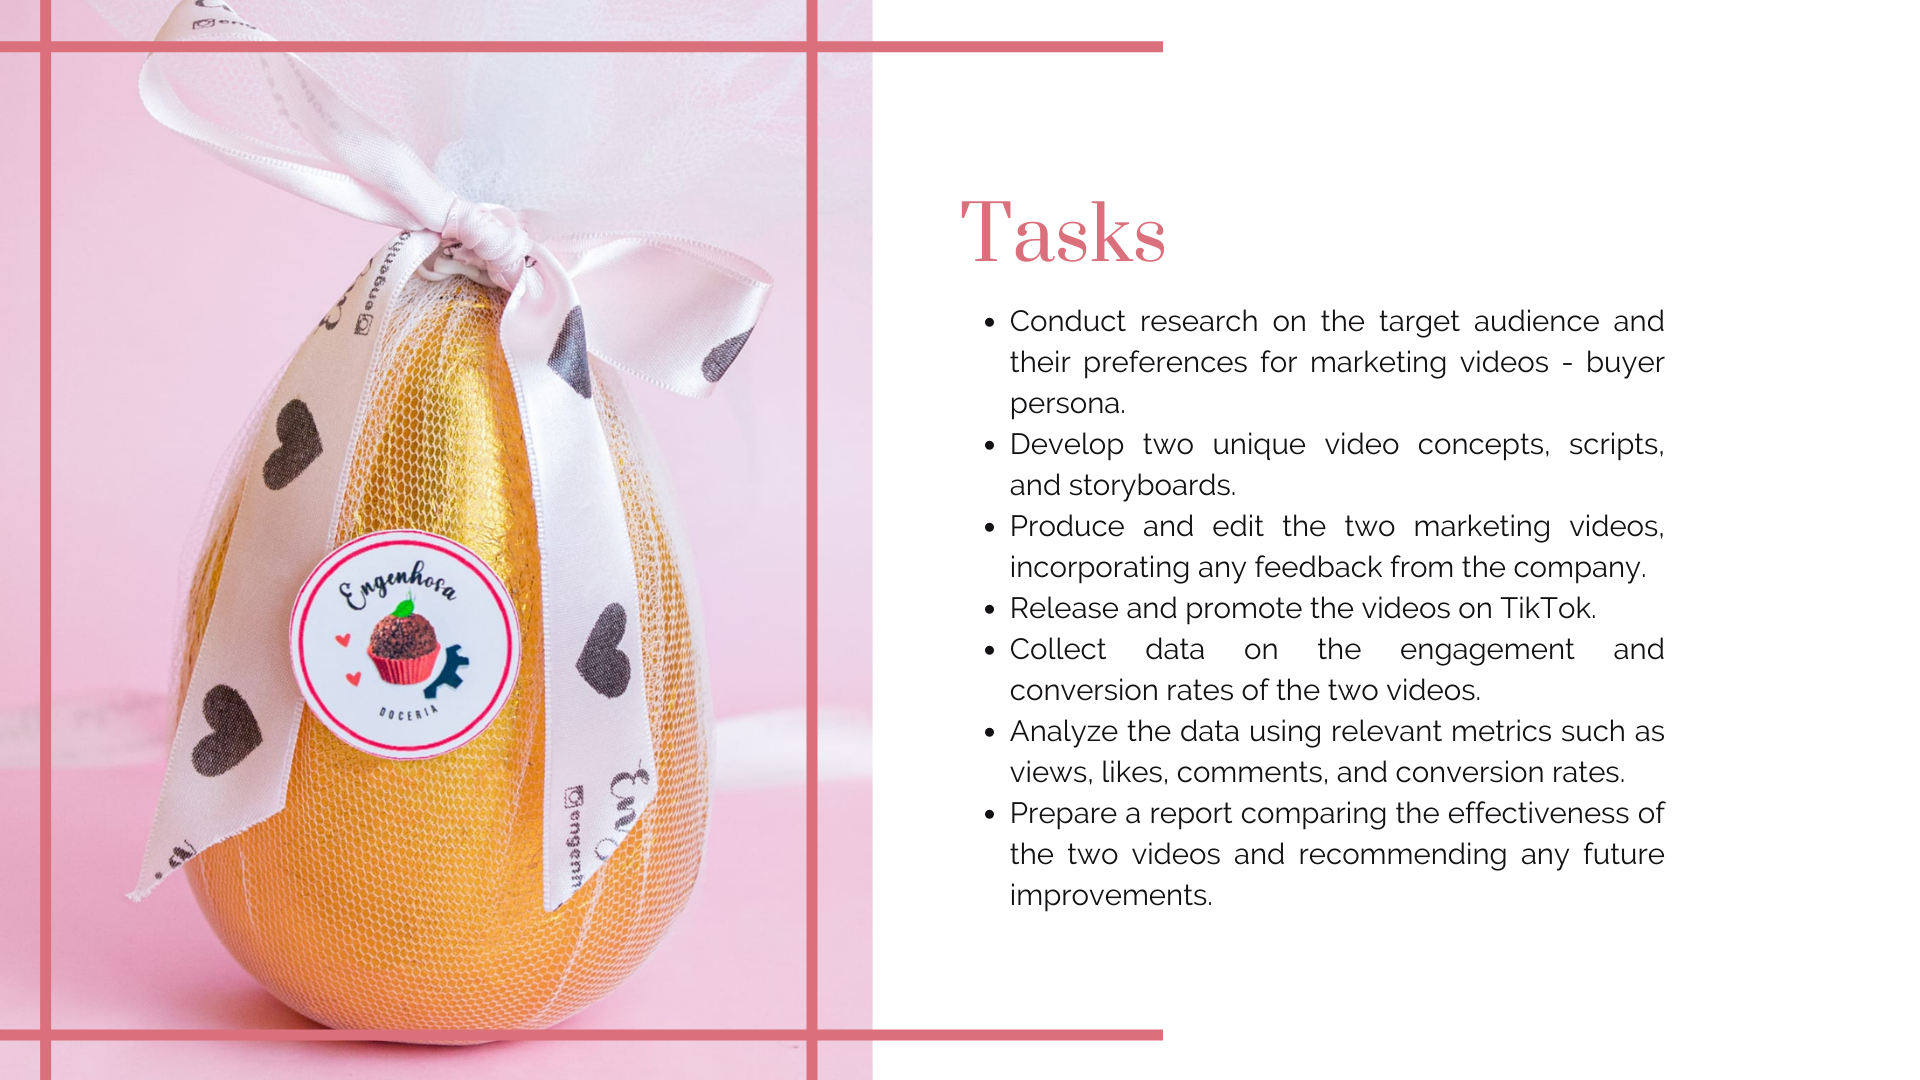 Tasks
Conduct research on the target audience and
their preferences for marketing videos - buyer
persona.
Develop two unique video concepts, scripts,
and storyboards.
Produce and edit the two marketing videos,
incorporating any feedback from the company.
Release and promote the videos on TikTok.
Collect data on the engagement and
conversion rates of the two videos.
Analyze the data using relevant metrics such as
views, likes, comments, and conversion rates.
Prepare a report comparing the effectiveness of
the two videos and recommending any future
improvements.
Engenhosa
DOCERIA